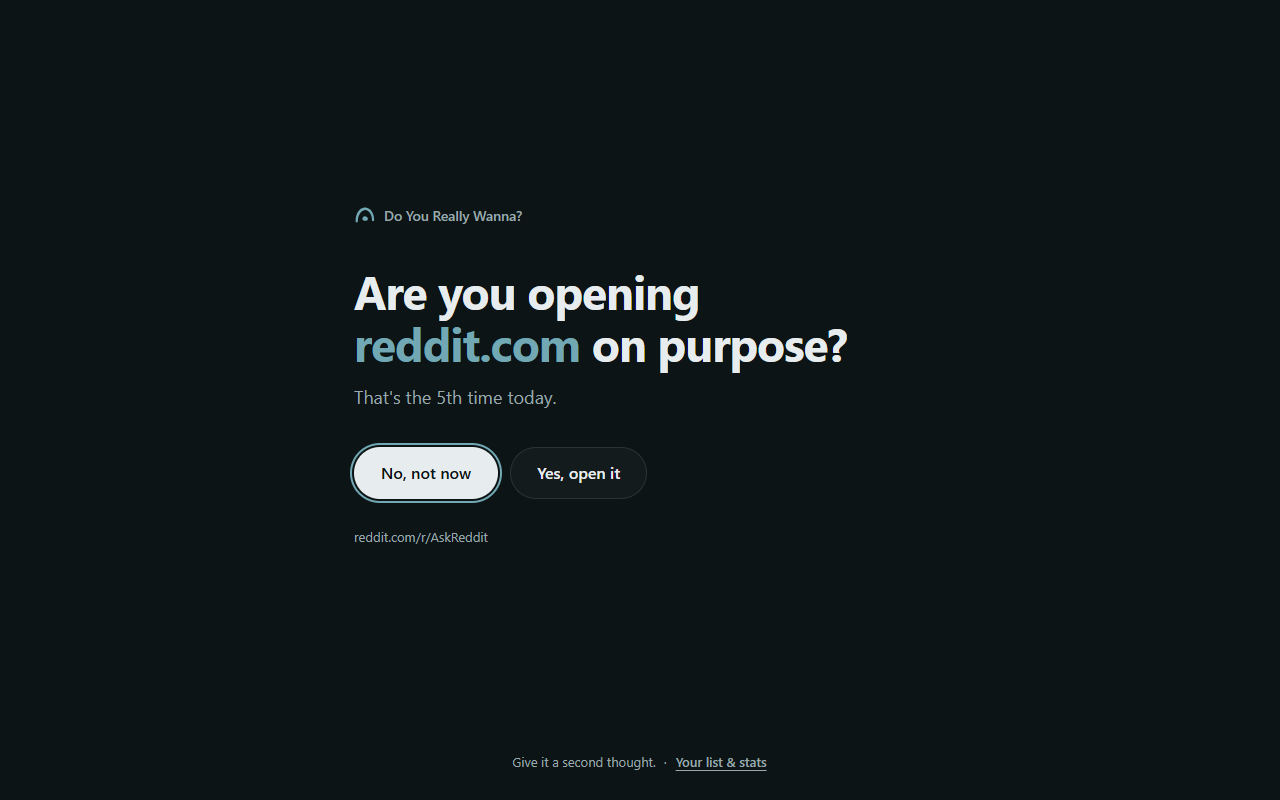 Do You Really Wanna?
Are you opening
reddit.com on purpose?
That's the 5th time today.
No, not now
Yes, open it
reddit.com/r/AskReddit
Give it a second thought. · Your list & stats